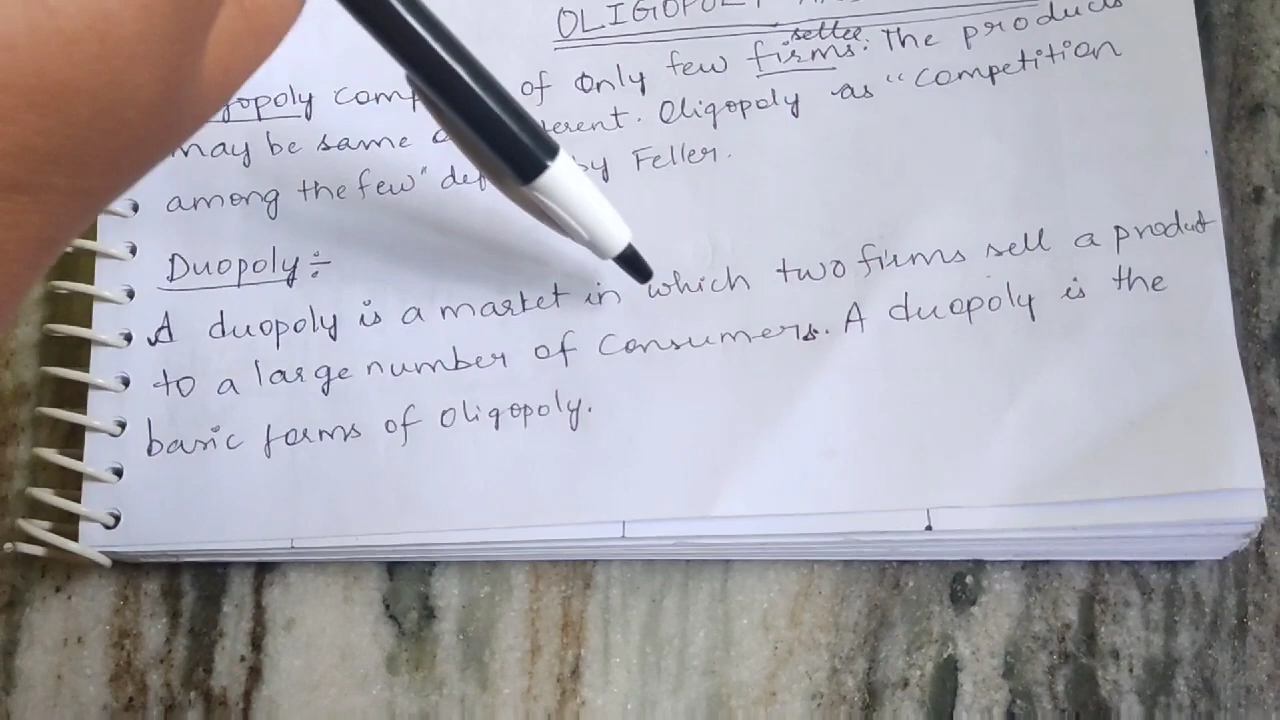 OLIGOPOLY
seller
gopoly comp of Only few firms. The products
may be same erent. Oligopoly as "Competition
among the few" def by Feller.
Duopoly÷
A duopoly is a market in which two firms sell a product
to a large number of Consumers. A duopoly is the
basic forms of Oligopoly.